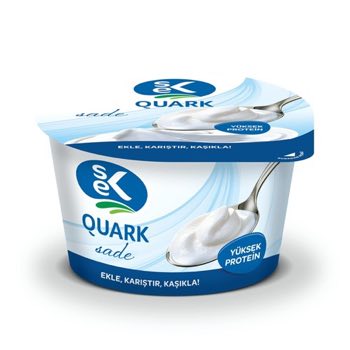 seK
QUARK
sade
YÜKSEK
PROTEİN
EKLE, KARIŞTIR, KAŞIKLA!
seK
QUARK
sade
YÜKSEK
PROTEİN
EKLE, KARIŞTIR, KAŞIKLA!